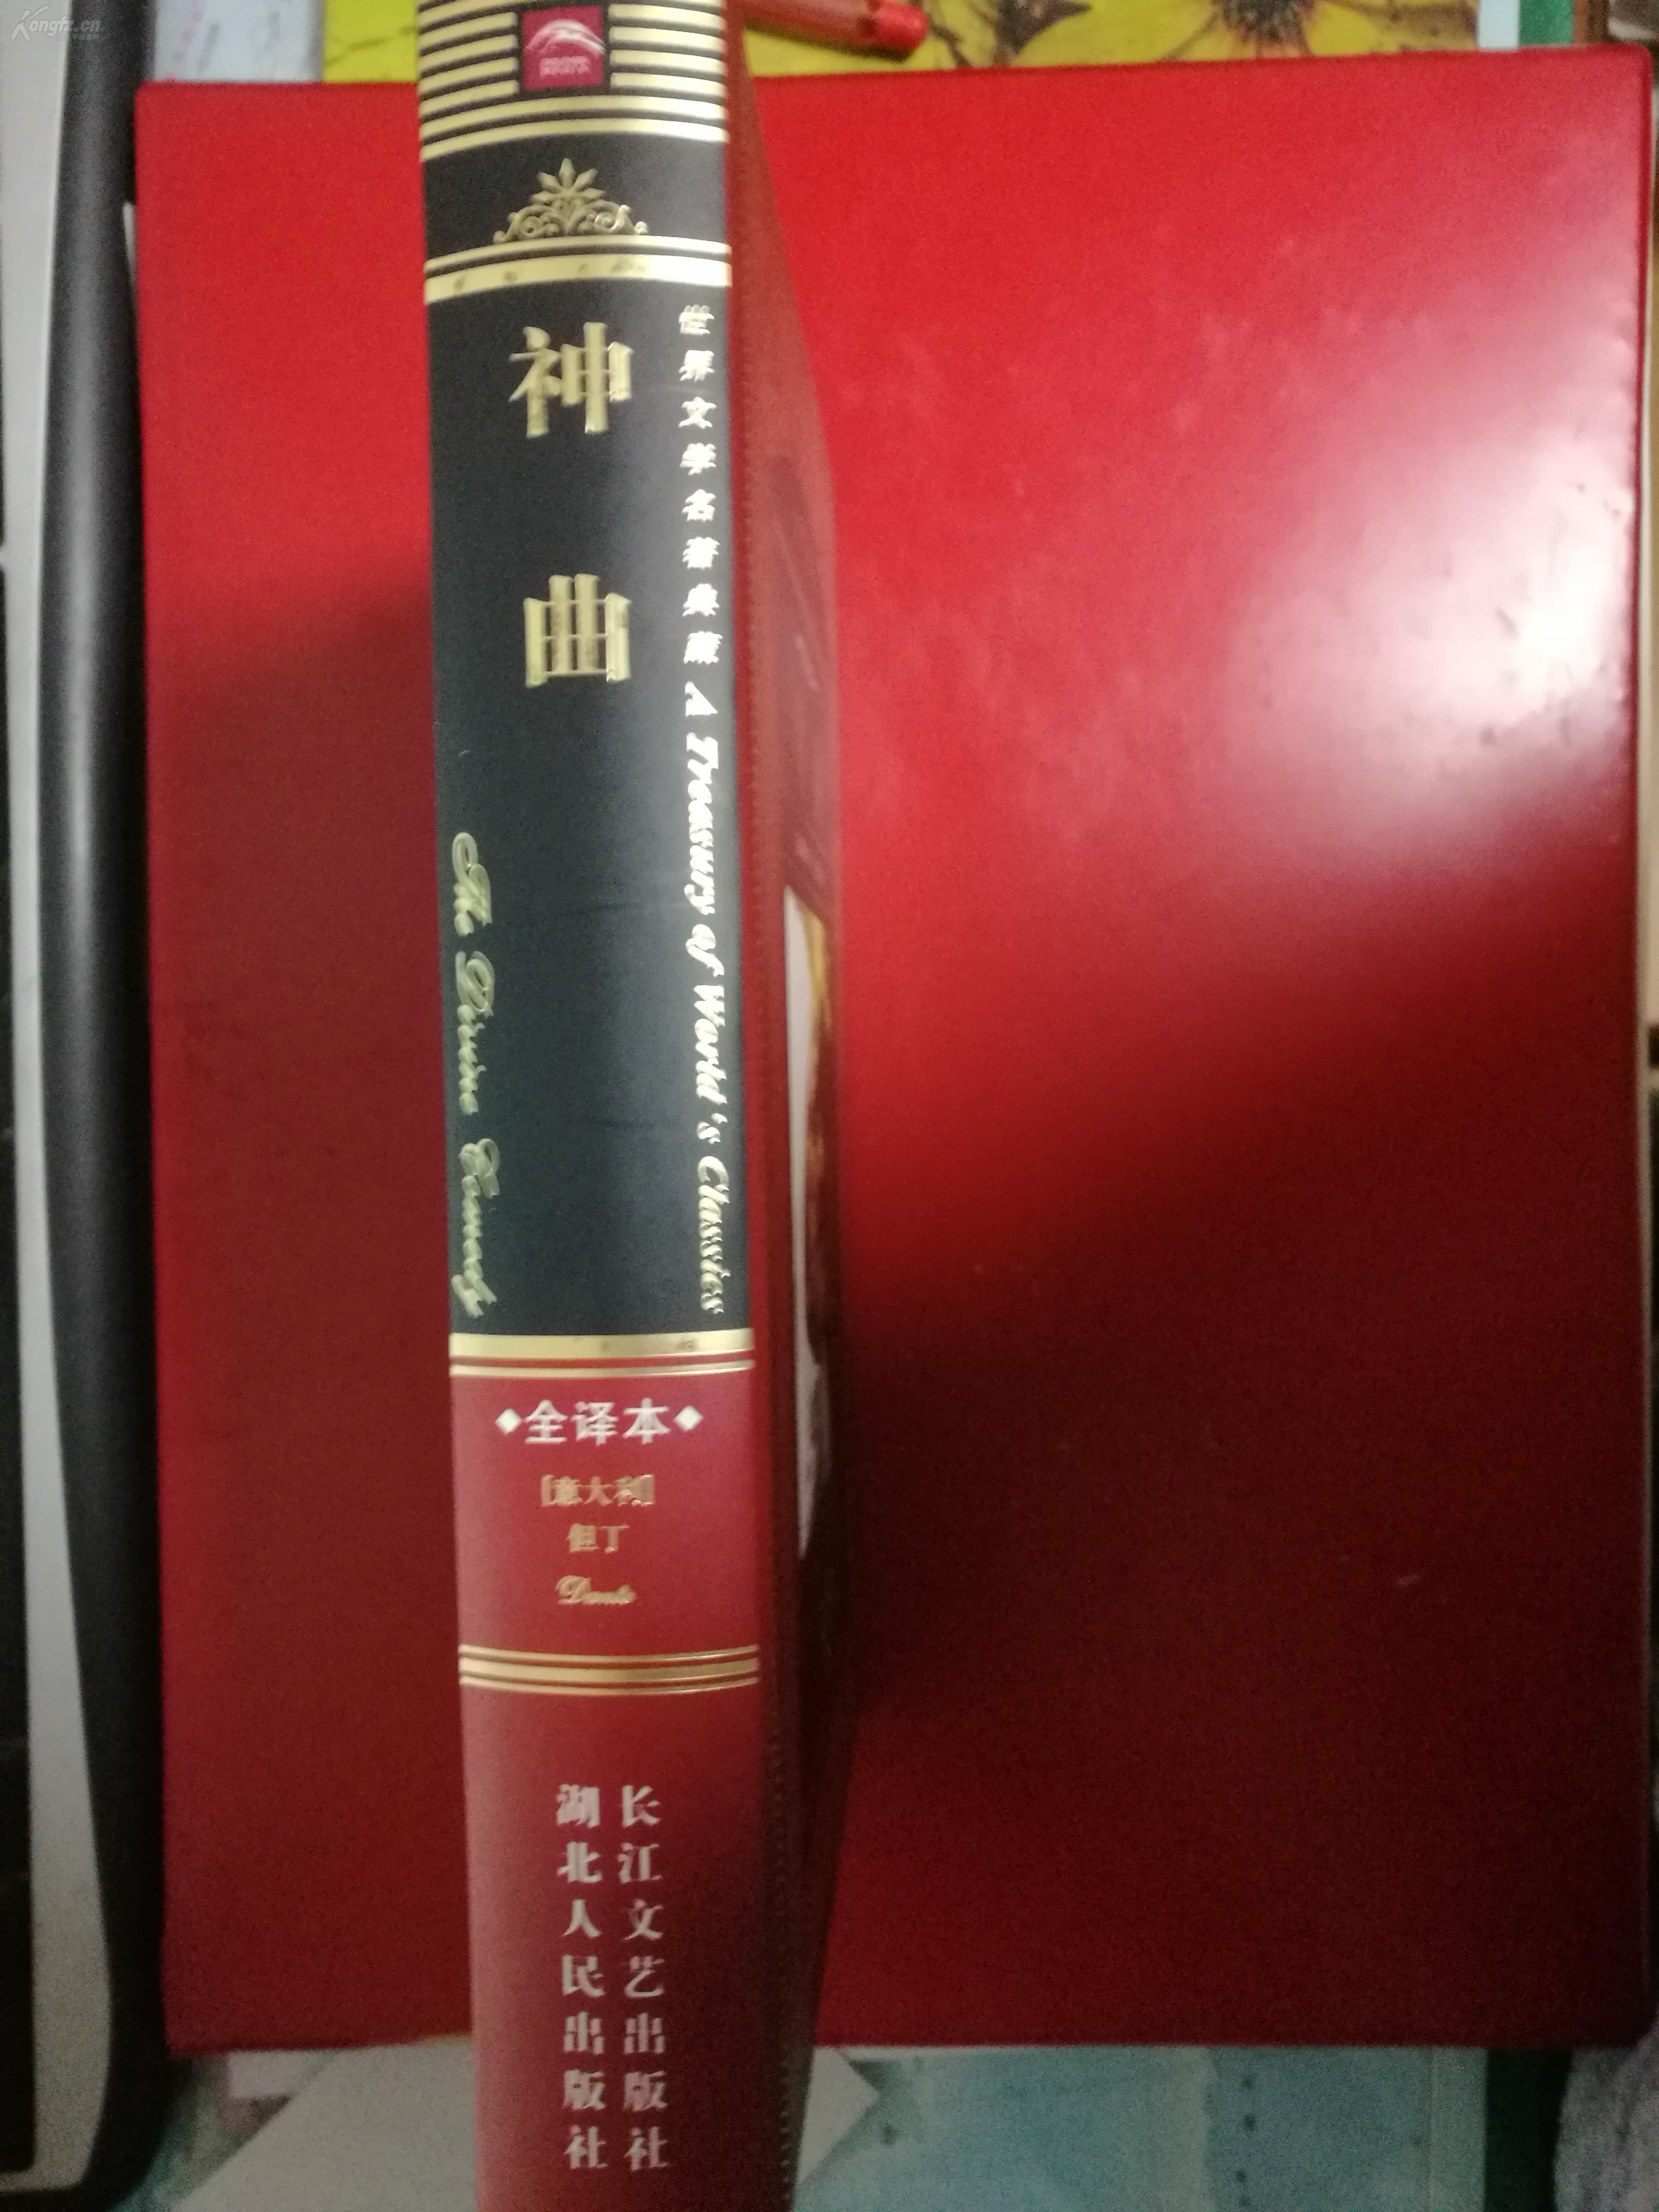 Kongfz.cn
神曲
世界文学名著典藏 A Treasury of World's Classics
The Divine Comedy
◆全译本◆
[意大利]
但丁
Dante
长江文艺出版社
湖北人民出版社